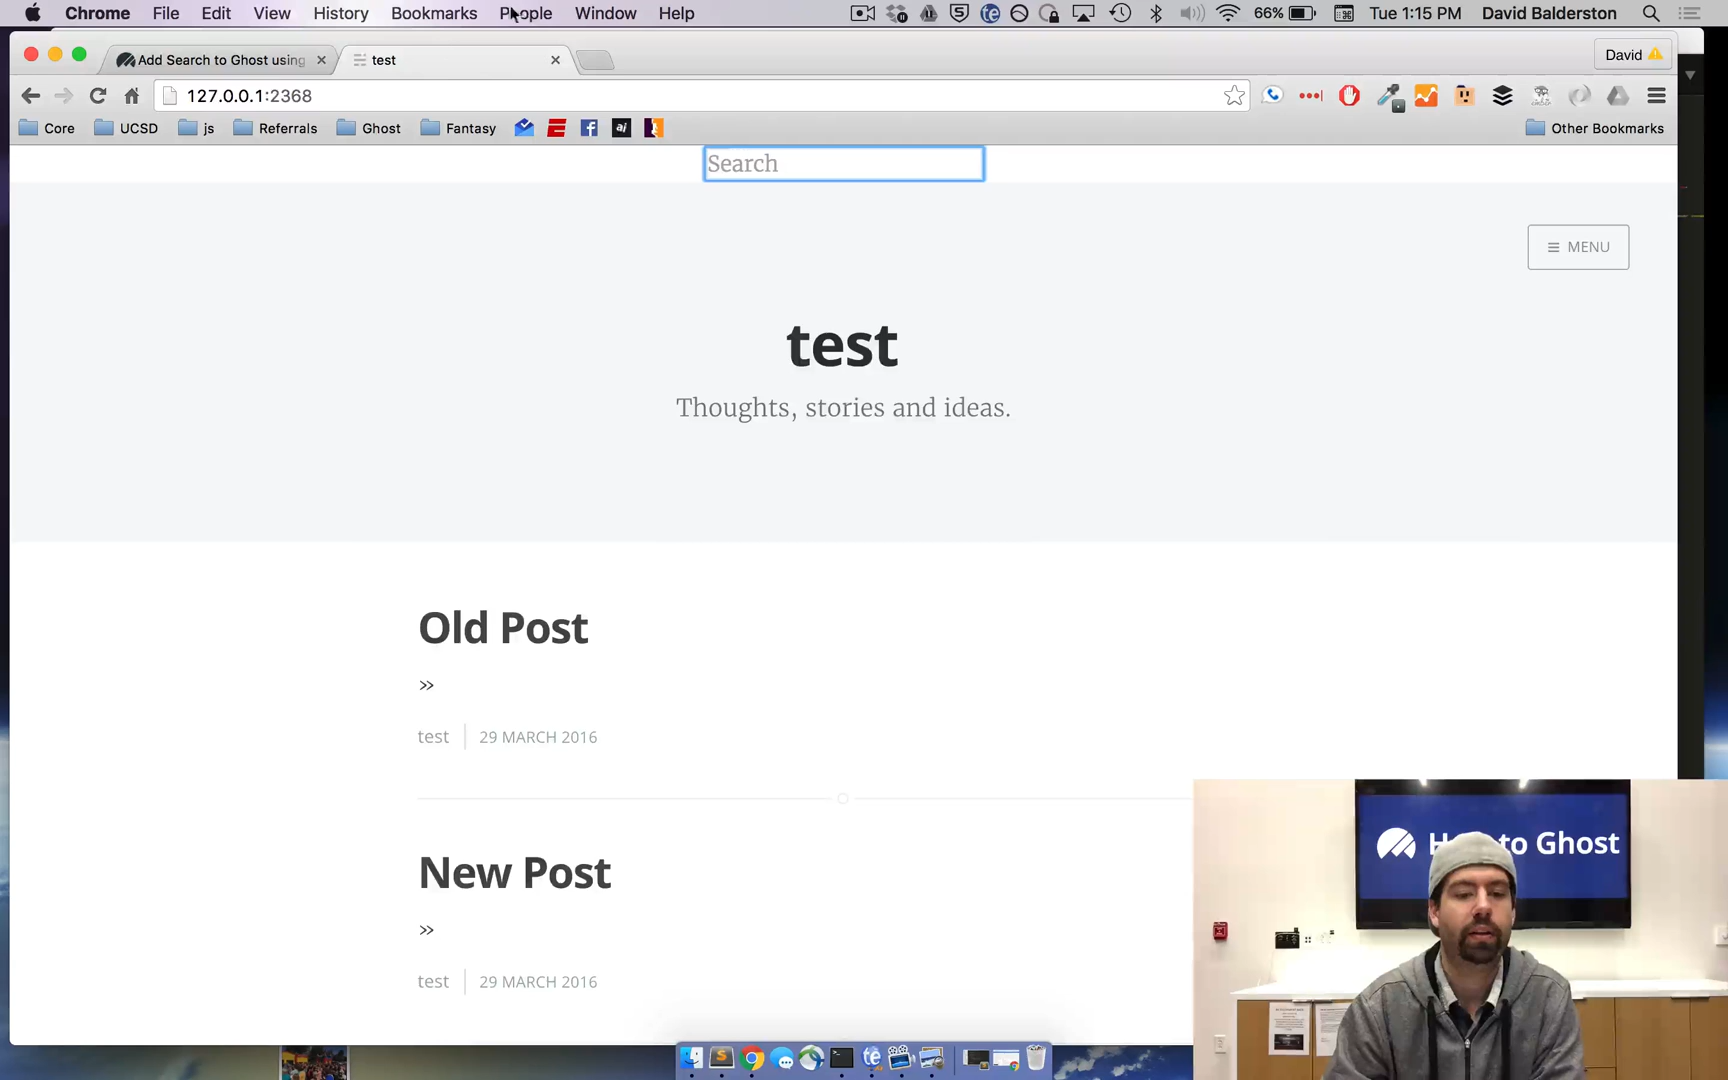 Chrome File Edit View History Bookmarks People Window Help 66% Tue 1:15 PM David Balderston
Add Search to Ghost using test David
127.0.0.1:2368
Core UCSD js Referrals Ghost Fantasy ai Other Bookmarks
Search
MENU
test
Thoughts, stories and ideas.
Old Post
»
test 29 MARCH 2016
New Post
»
test 29 MARCH 2016
to Ghost